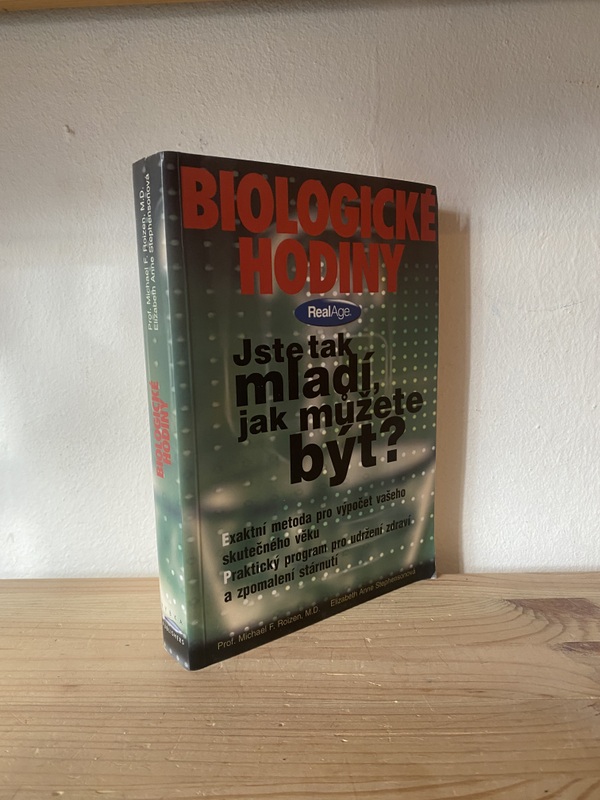 BIOLOGICKÉ
HODINY
RealAge.
Jste tak
mladí,
jak můžete
být?
Exaktní metoda pro výpočet vašeho
skutečného věku
Praktický program pro udržení zdraví
a zpomalení stárnutí
Prof. Michael F. Roizen, M.D. Elizabeth Anne Stephensonová
Prof. Michael F. Roizen, M.D.
Elizabeth Anne Stephensonová
BIOLOGICKÉ
HODINY